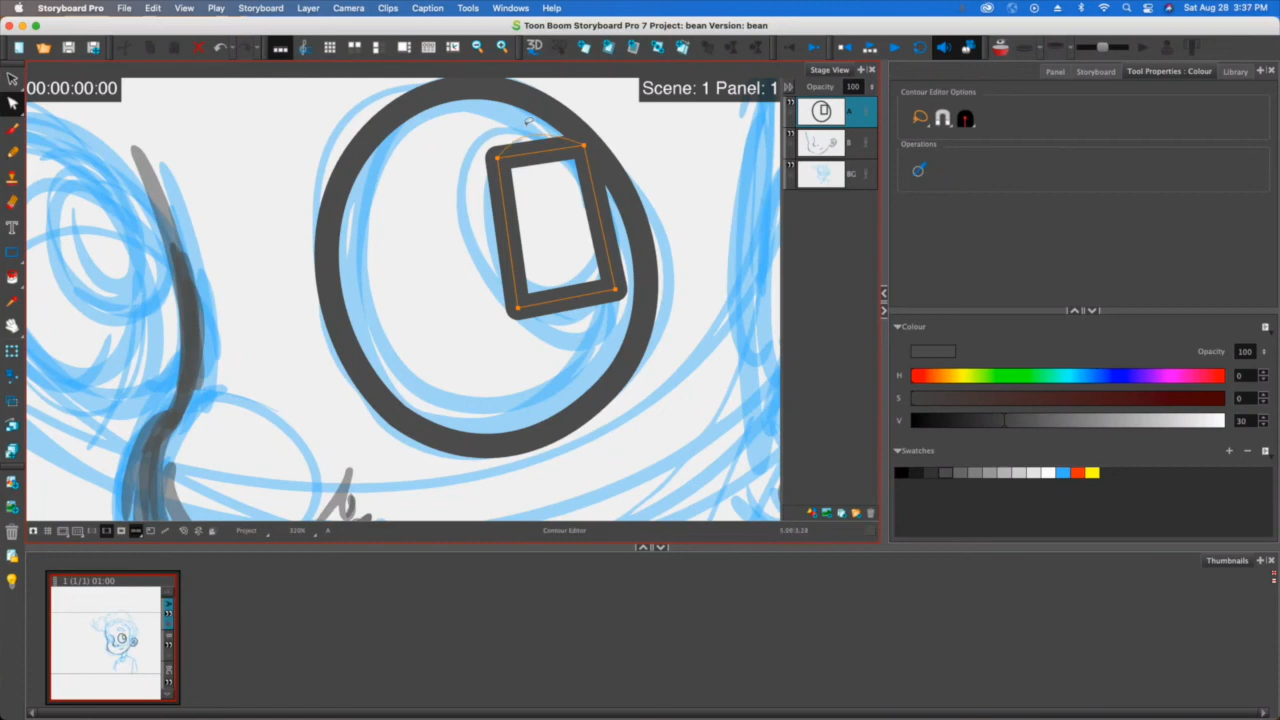 Storyboard Pro File Edit View Play Storyboard Layer Camera Clips Caption Tools Windows Help Sat Aug 28 3:37 PM
Toon Boom Storyboard Pro 7 Project: bean Version: bean
3D
00:00:00:00
Scene: 1 Panel: 1
Stage View
Opacity 100
A
B
BG
Panel Storyboard Tool Properties : Colour Library
Contour Editor Options
Operations
Colour
Opacity 100
H 0
S 0
V 30
Swatches
Project 320% A Contour Editor
Thumbnails
1 (1/1) 01:00